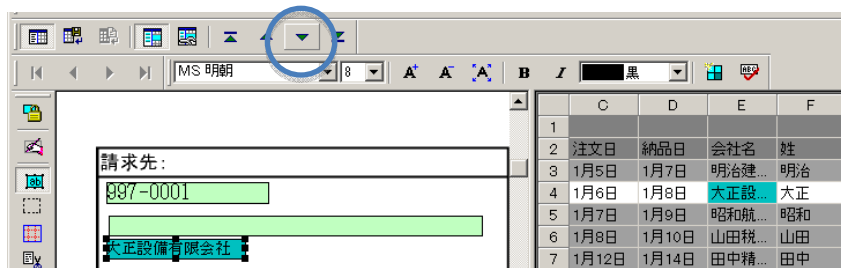 MS 明朝 8 A A A B I 黒 ABC
ab
請求先:
997-0001
大正設備有限会社
C D E F
1
2 注文日 納品日 会社名 姓
3 1月5日 1月7日 明治建... 明治
4 1月6日 1月8日 大正設... 大正
5 1月7日 1月9日 昭和航... 昭和
6 1月8日 1月10日 山田税... 山田
7 1月12日 1月14日 田中精... 田中